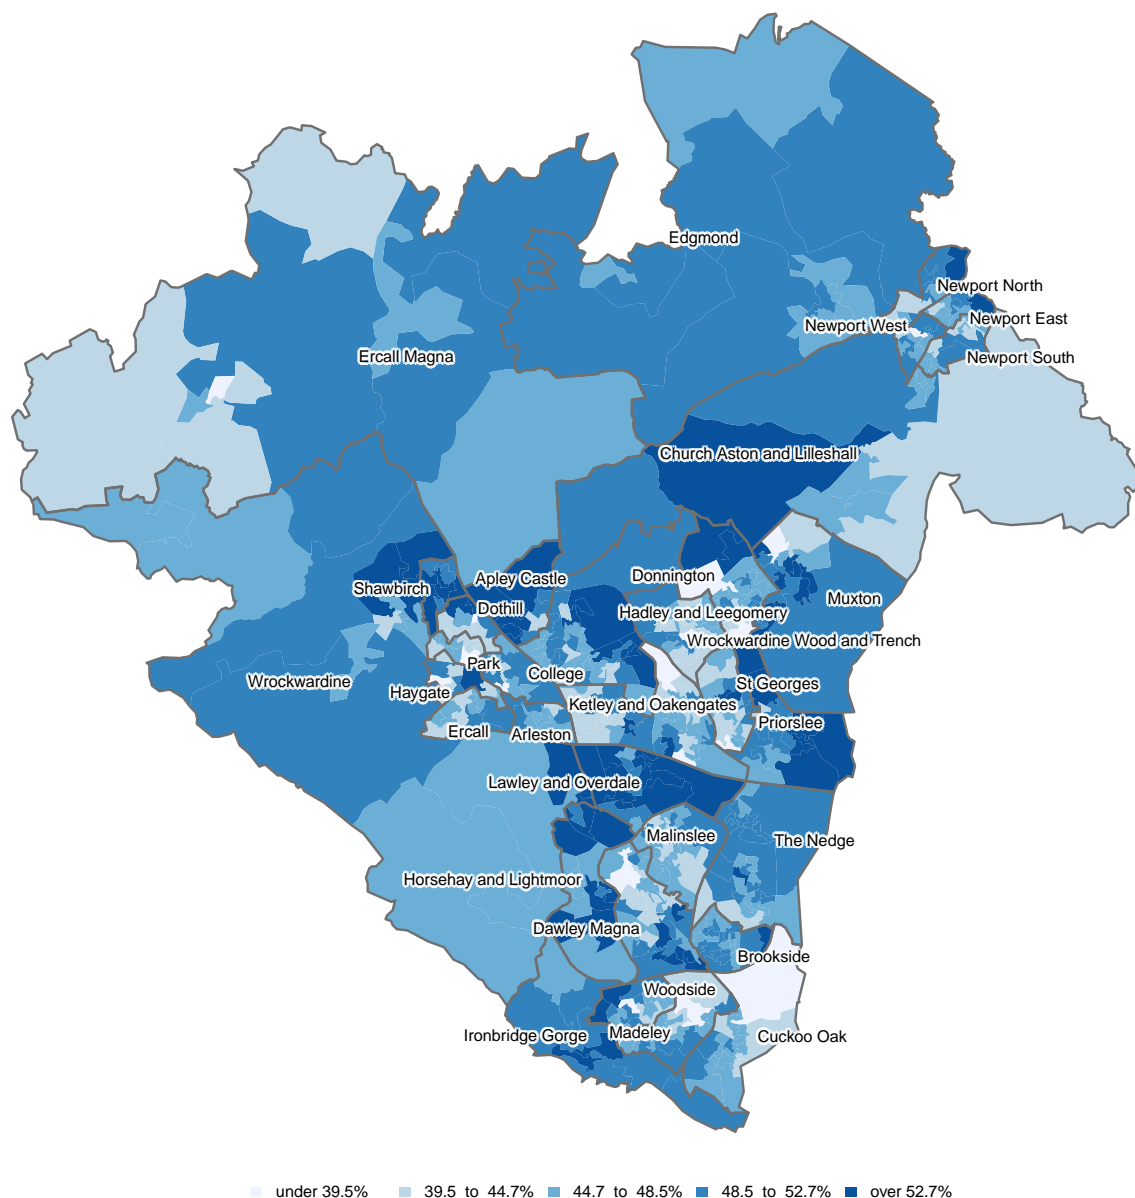 Edgmond
Newport North
Newport East
Newport West
Ercall Magna
Newport South
Church Aston and Lilleshall
Donnington
Apley Castle
Shawbirch
Muxton
Dothill
Hadley and Leegomery
Wrockwardine Wood and Trench
Park
College
Wrockwardine
St Georges
Haygate
Ketley and Oakengates
Priorslee
Ercall
Arleston
Lawley and Overdale
Malinslee
The Nedge
Horsehay and Lightmoor
Dawley Magna
Brookside
Woodside
Ironbridge Gorge
Madeley
Cuckoo Oak
under 39.5% 39.5 to 44.7% 44.7 to 48.5% 48.5 to 52.7% over 52.7%